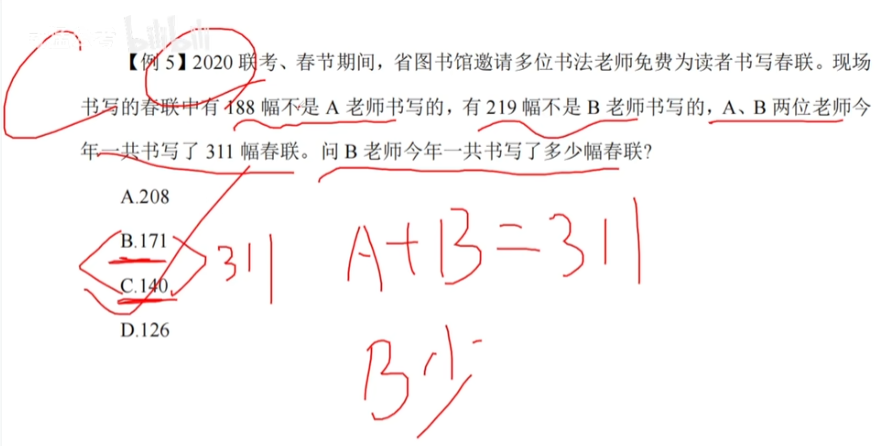 【例 5】2020 联考、春节期间，省图书馆邀请多位书法老师免费为读者书写春联。现场
书写的春联中有 188 幅不是 A 老师书写的，有 219 幅不是 B 老师书写的，A、B 两位老师今
年一共书写了 311 幅春联。问 B 老师今年一共书写了多少幅春联？
A.208
B.171
C.140
D.126
311
A+B=311
B小